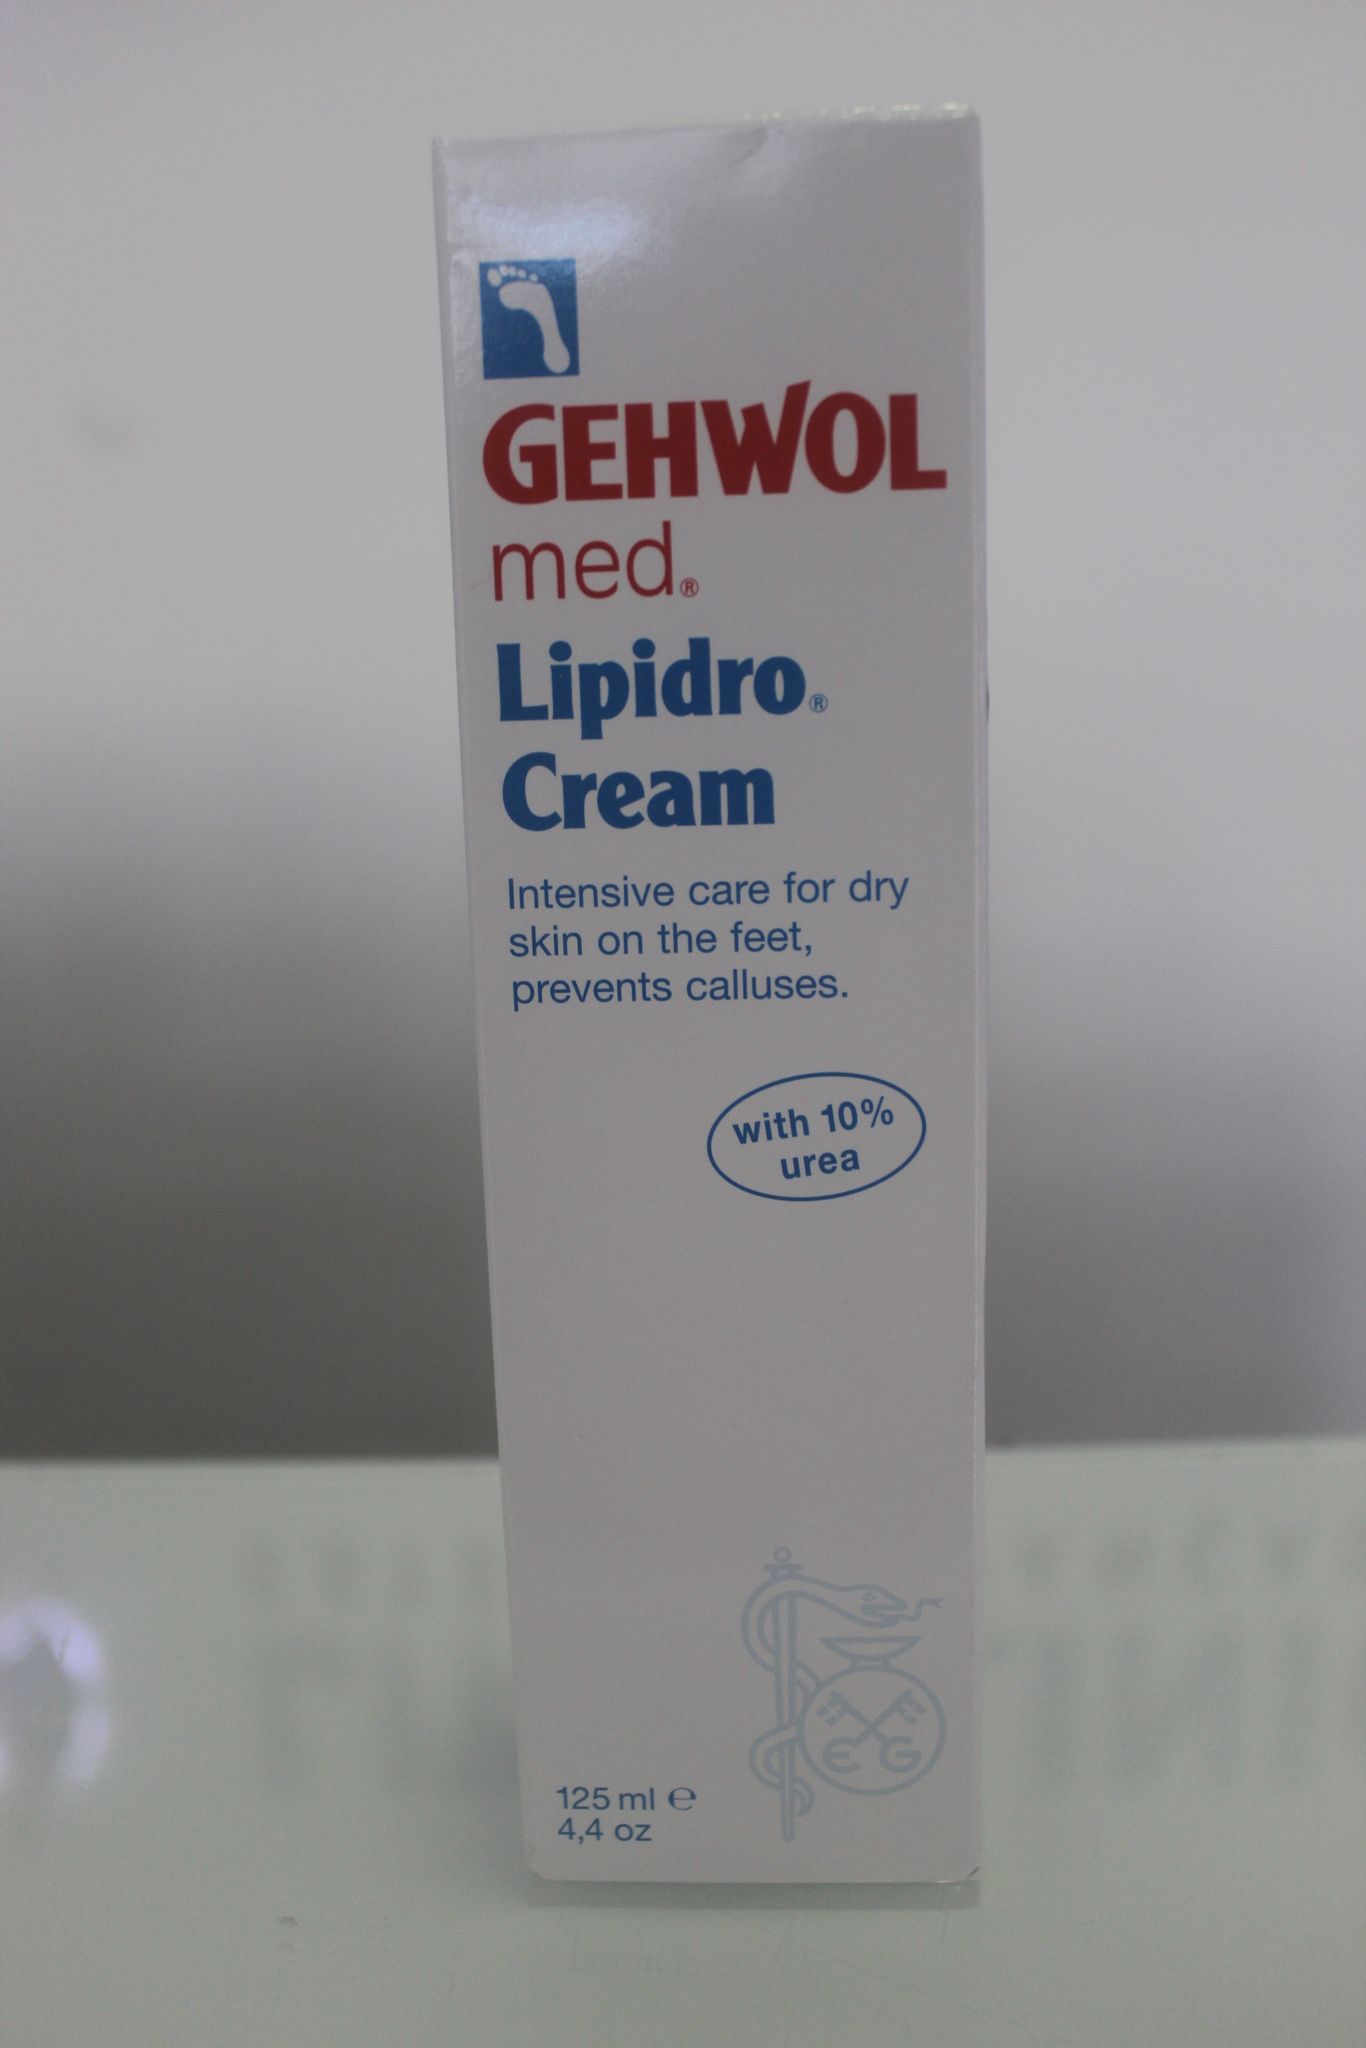 GEHWOL
med®
Lipidro®
Cream
Intensive care for dry
skin on the feet,
prevents calluses.
with 10%
urea
E G
125 ml ℮
4,4 oz